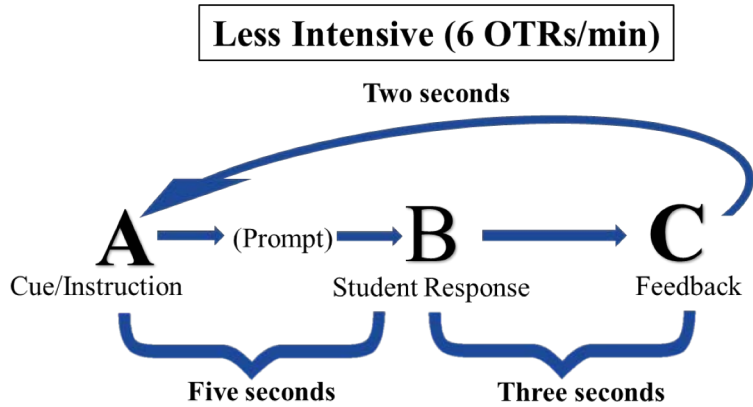 Less Intensive (6 OTRs/min)
Two seconds
A (Prompt) B C
Cue/Instruction Student Response Feedback
Five seconds Three seconds